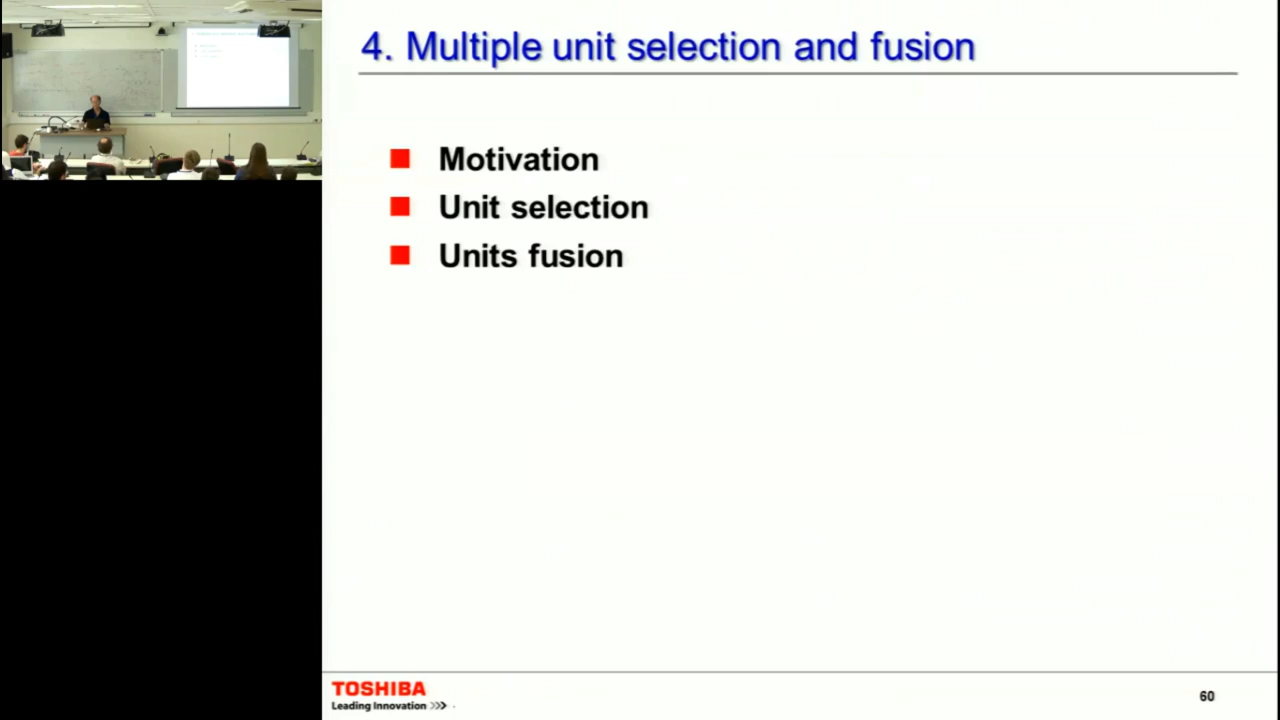 4. Multiple unit selection and fusion
Motivation
Unit selection
Units fusion
TOSHIBA
Leading Innovation >>>
60